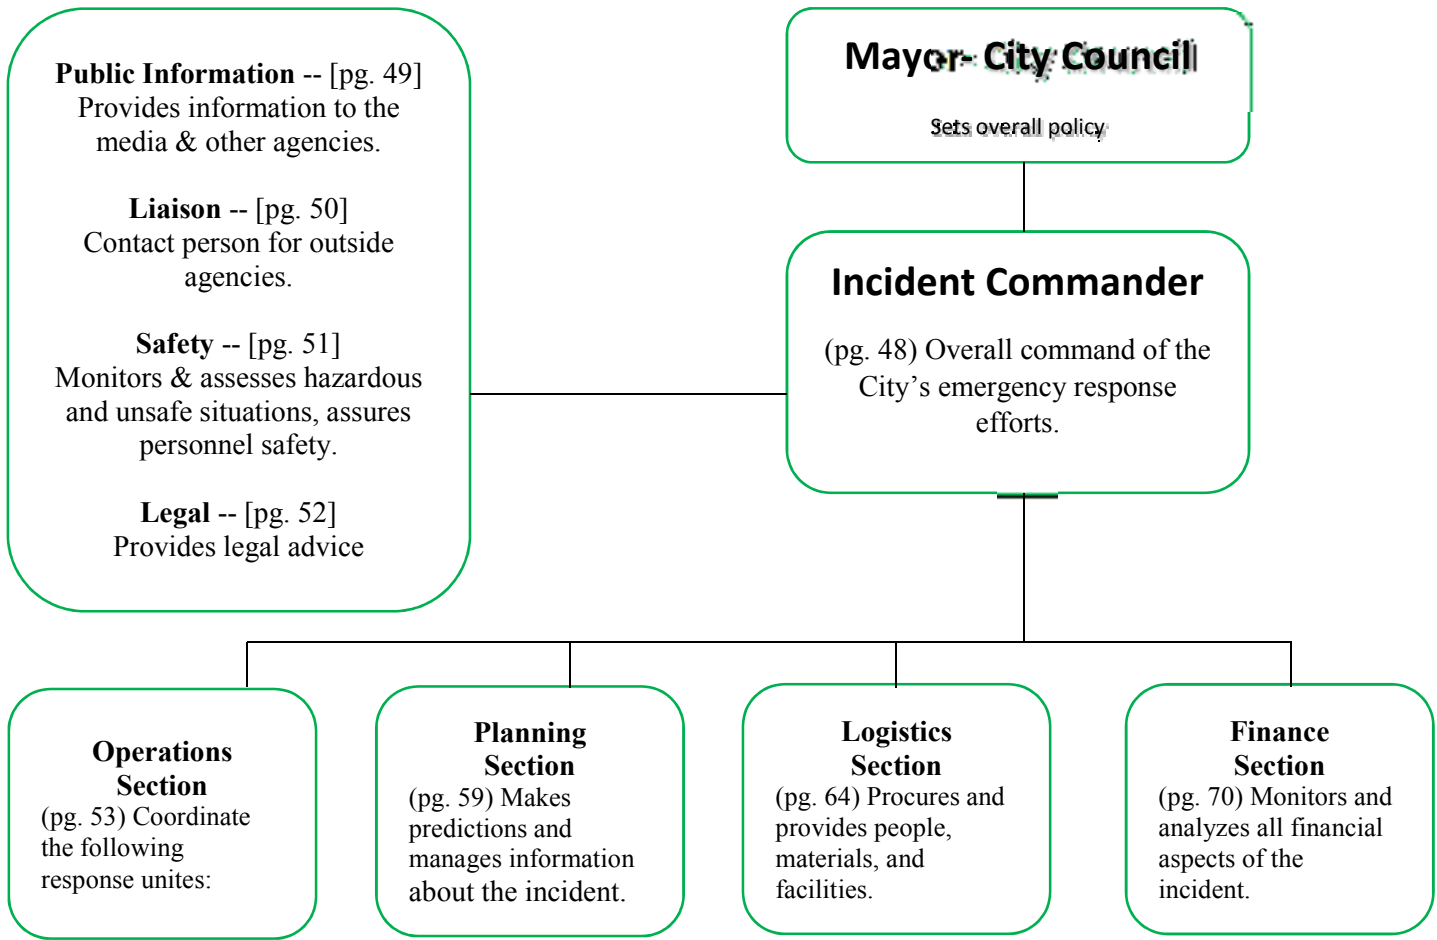 Public Information -- [pg. 49]
Provides information to the
media & other agencies.
Liaison -- [pg. 50]
Contact person for outside
agencies.
Safety -- [pg. 51]
Monitors & assesses hazardous
and unsafe situations, assures
personnel safety.
Legal -- [pg. 52]
Provides legal advice
Mayor- City Council
Sets overall policy
Incident Commander
(pg. 48) Overall command of the
City’s emergency response
efforts.
Operations
Section
(pg. 53) Coordinate
the following
response unites:
Planning
Section
(pg. 59) Makes
predictions and
manages information
about the incident.
Logistics
Section
(pg. 64) Procures and
provides people,
materials, and
facilities.
Finance
Section
(pg. 70) Monitors and
analyzes all financial
aspects of the
incident.